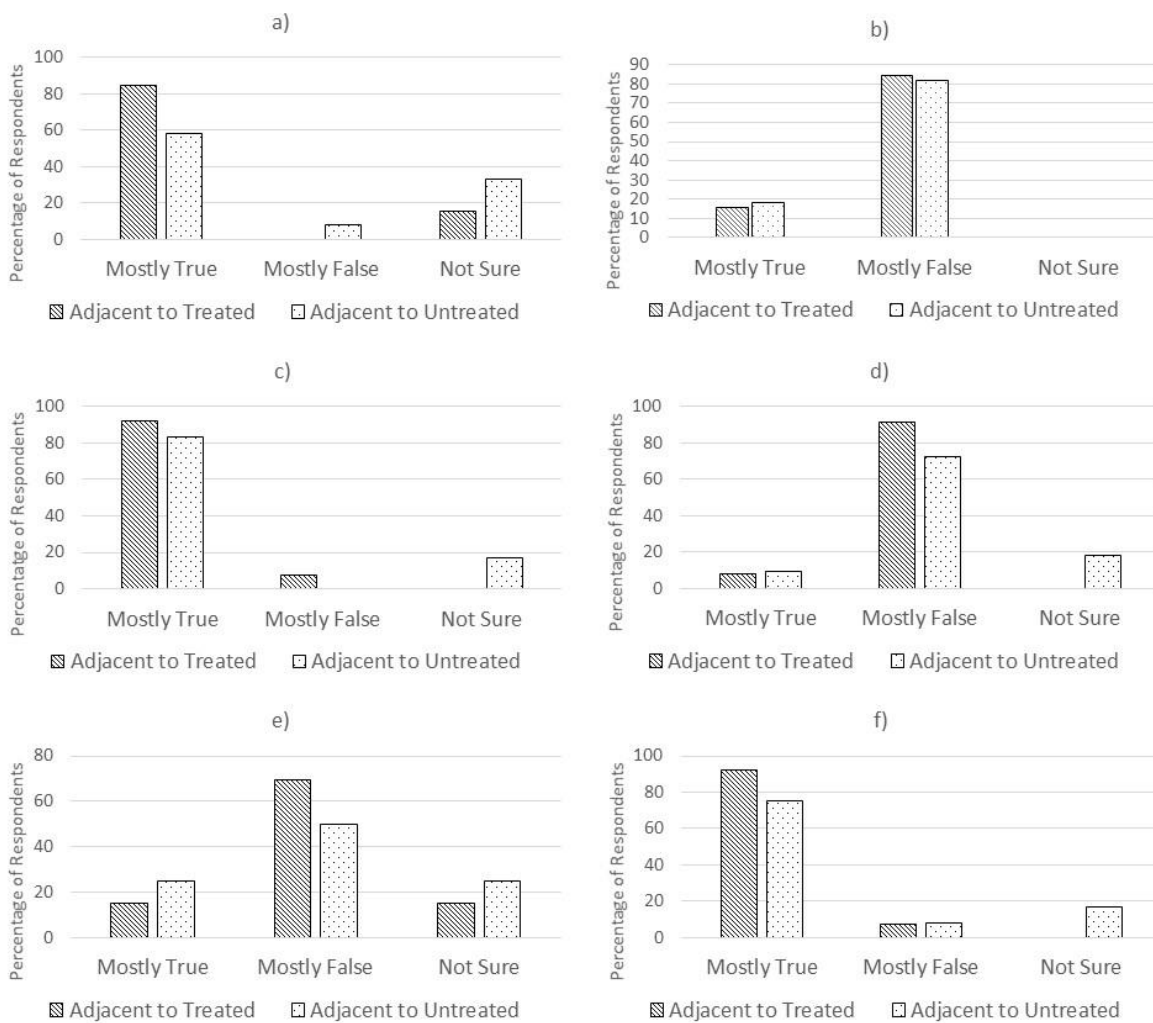 a)
Percentage of Respondents
100
80
60
40
20
0
Mostly True Mostly False Not Sure
Adjacent to Treated Adjacent to Untreated
b)
Percentage of Respondents
90
80
70
60
50
40
30
20
10
0
Mostly True Mostly False Not Sure
Adjacent to Treated Adjacent to Untreated
c)
Percentatge of Respondents
100
80
60
40
20
0
Mostly True Mostly False Not Sure
Adjacent to Treated Adjacent to Untreated
d)
Percentage of Respondents
100
80
60
40
20
0
Mostly True Mostly False Not Sure
Adjacent to Treated Adjacent to Untreated
e)
Percentage of Respondents
80
60
40
20
0
Mostly True Mostly False Not Sure
Adjacent to Treated Adjacent to Untreated
f)
Percentage of Respondents
100
80
60
40
20
0
Mostly True Mostly False Not Sure
Adjacent to Treated Adjacent to Untreated